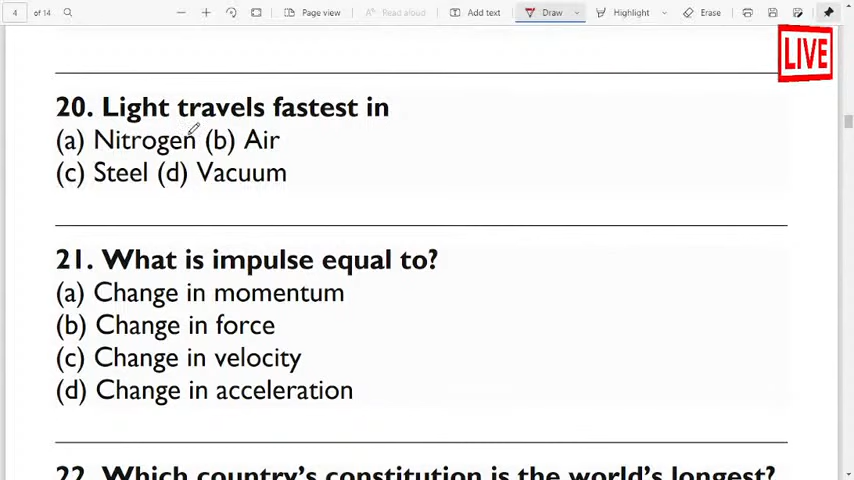 4 of 14 Page view Read aloud Add text Draw Highlight Erase
LIVE
20. Light travels fastest in
(a) Nitrogen (b) Air
(c) Steel (d) Vacuum
21. What is impulse equal to?
(a) Change in momentum
(b) Change in force
(c) Change in velocity
(d) Change in acceleration
22. Which country's constitution is the world's longest?